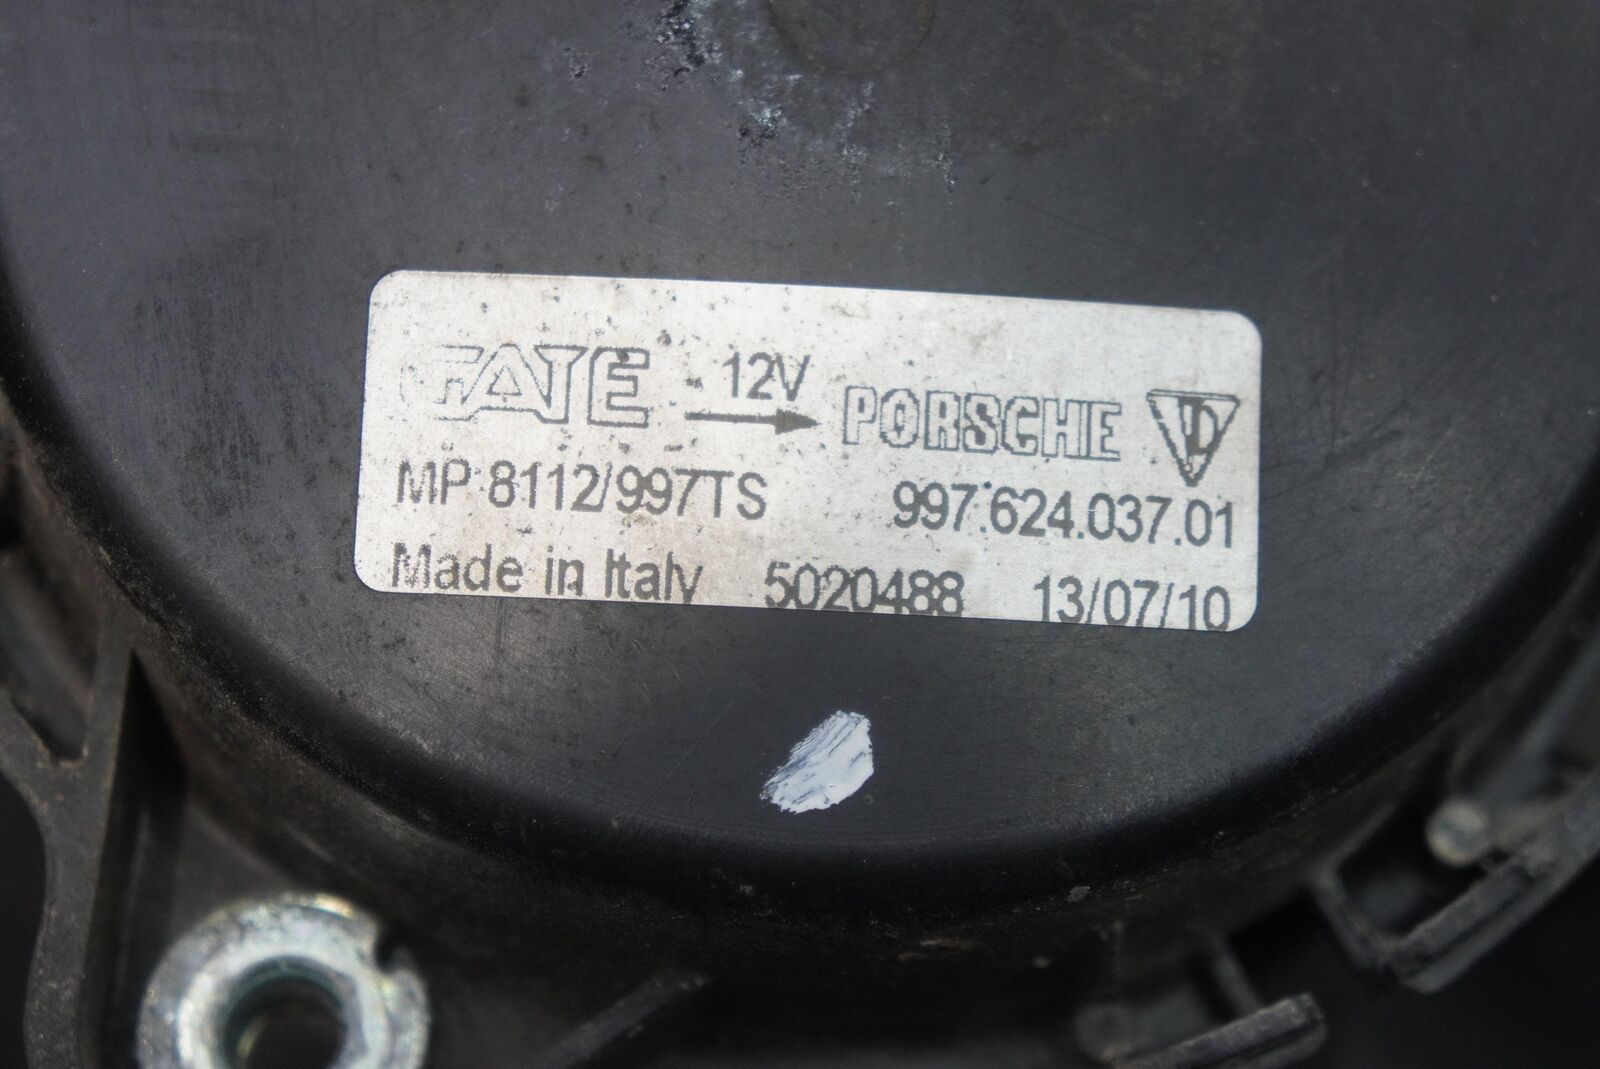 GATE 12V PORSCHE
MP 8112/997TS 997.624.037.01
Made in Italy 5020488 13/07/10